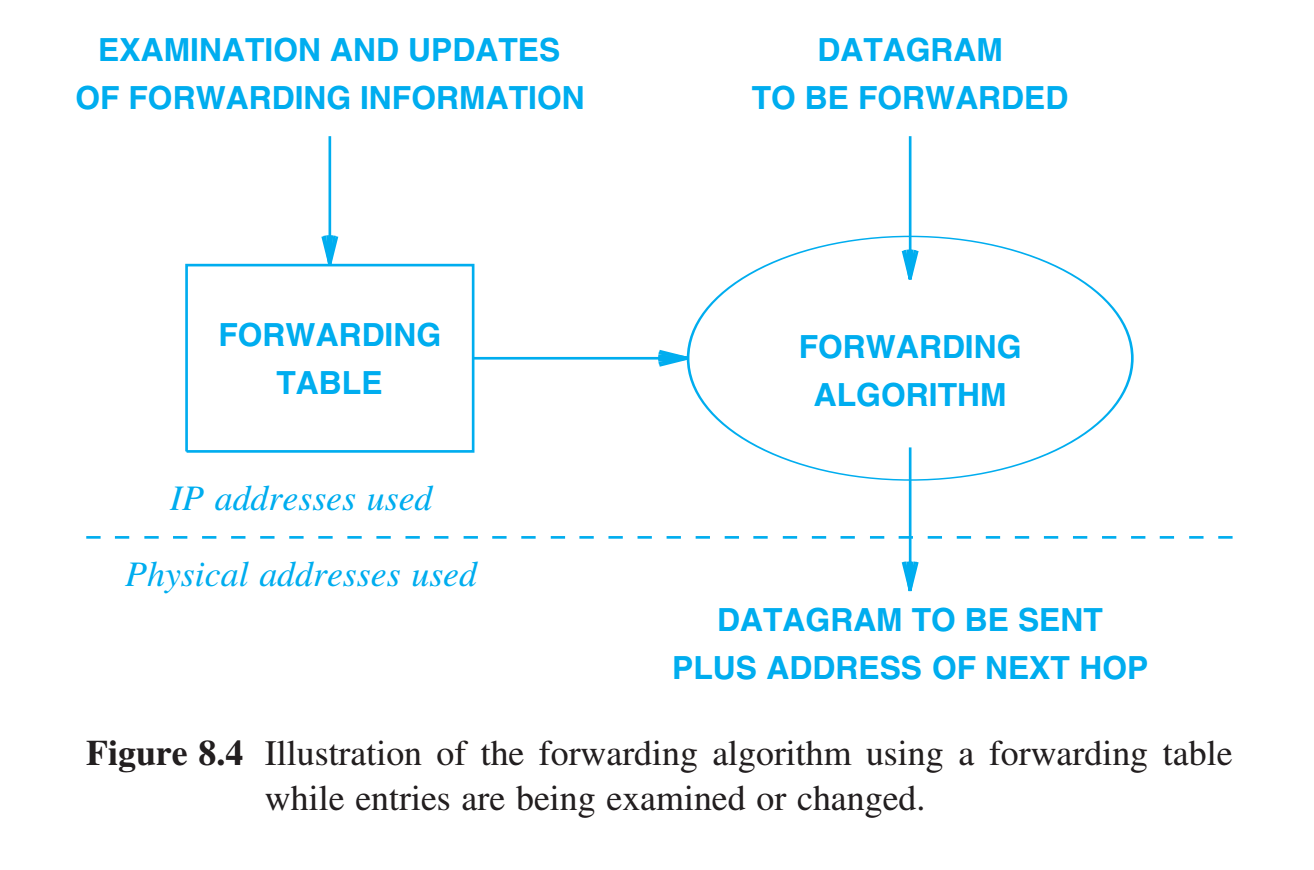 EXAMINATION AND UPDATES
OF FORWARDING INFORMATION
DATAGRAM
TO BE FORWARDED
FORWARDING
TABLE
FORWARDING
ALGORITHM
IP addresses used
Physical addresses used
DATAGRAM TO BE SENT
PLUS ADDRESS OF NEXT HOP
Figure 8.4 Illustration of the forwarding algorithm using a forwarding table
while entries are being examined or changed.